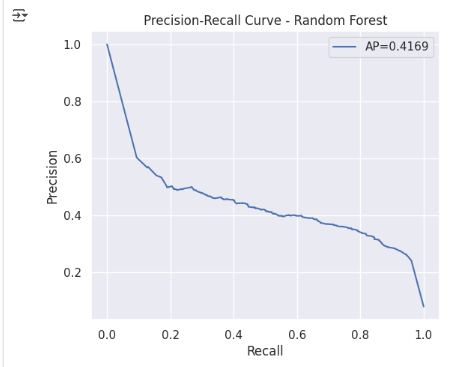 Precision-Recall Curve - Random Forest
AP=0.4169
1.0
0.8
0.6
0.4
0.2
Precision
0.0 0.2 0.4 0.6 0.8 1.0
Recall